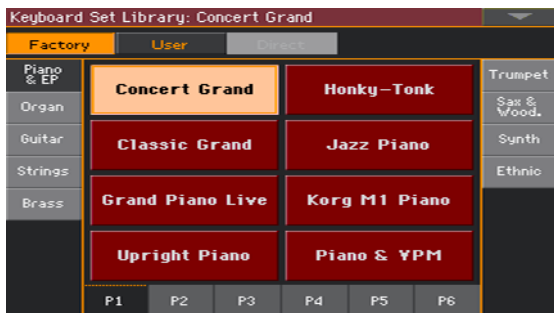 Keyboard Set Library: Concert Grand
Factory User Direct
Piano & EP
Organ
Guitar
Strings
Brass
Concert Grand
Honky-Tonk
Classic Grand
Jazz Piano
Grand Piano Live
Korg M1 Piano
Upright Piano
Piano & VPM
Trumpet
Sax & Wood.
Synth
Ethnic
P1 P2 P3 P4 P5 P6